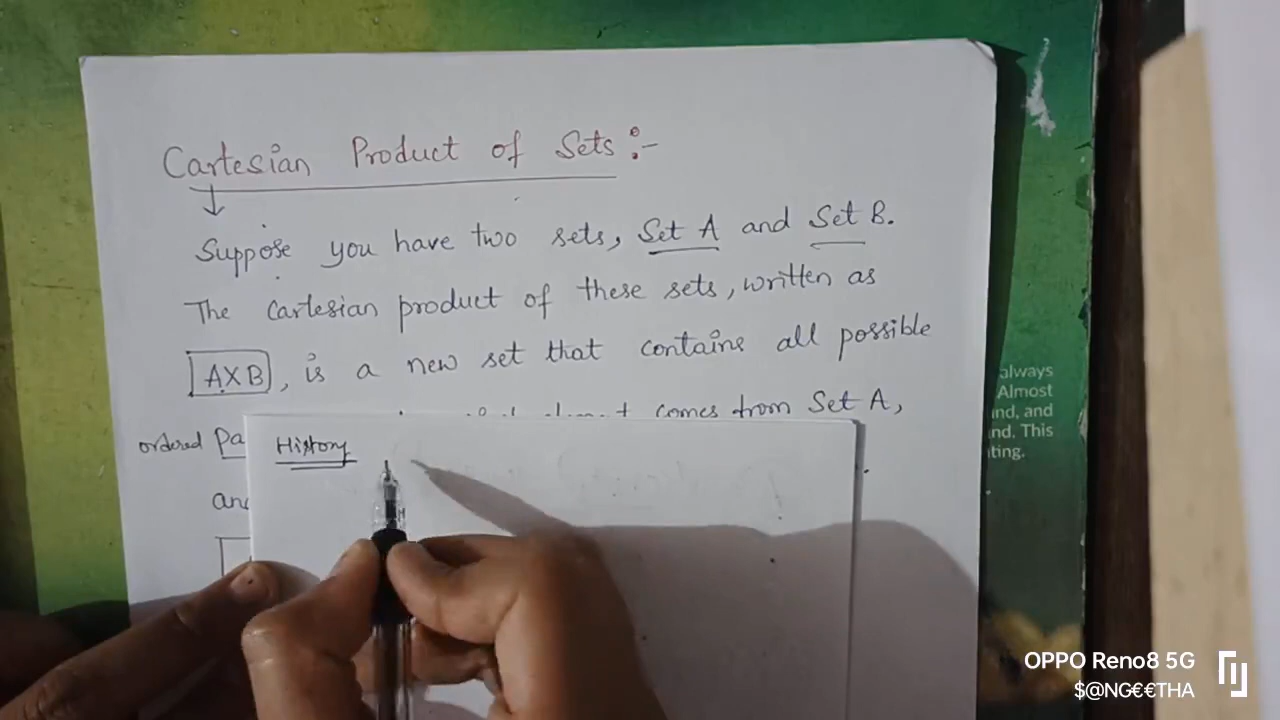 Cartesian Product of Sets :-
Suppose you have two sets, Set A and Set B.
The Cartesian product of these sets, written as
A×B, is a new set that contains all possible
comes from Set A,
ordered Pa
and
History
always
Almost
nd, and
nd. This
ting.
OPPO Reno8 5G
$@NG€€THA